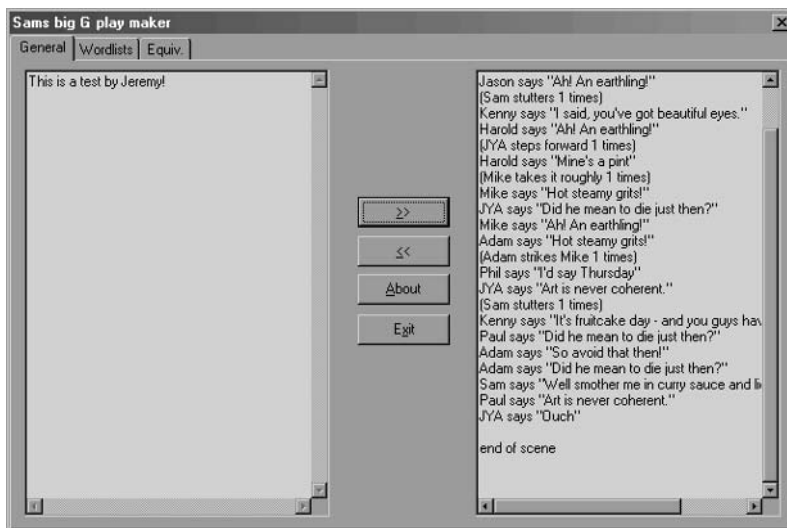 Sams big G play maker
General Wordlists Equiv.
This is a test by Jeremy!
>>
<<
About
Exit
Jason says "Ah! An earthling!"
(Sam stutters 1 times)
Kenny says "I said, you've got beautiful eyes."
Harold says "Ah! An earthling!"
(JYA steps forward 1 times)
Harold says "Mine's a pint"
(Mike takes it roughly 1 times)
Mike says "Hot steamy grits!"
JYA says "Did he mean to die just then?"
Mike says "Ah! An earthling!"
Adam says "Hot steamy grits!"
(Adam strikes Mike 1 times)
Phil says "I'd say Thursday"
JYA says "Art is never coherent."
(Sam stutters 1 times)
Kenny says "It's fruitcake day - and you guys hav
Paul says "Did he mean to die just then?"
Adam says "So avoid that then!"
Adam says "Did he mean to die just then?"
Sam says "Well smother me in curry sauce and li
Paul says "Art is never coherent."
JYA says "Ouch"
end of scene